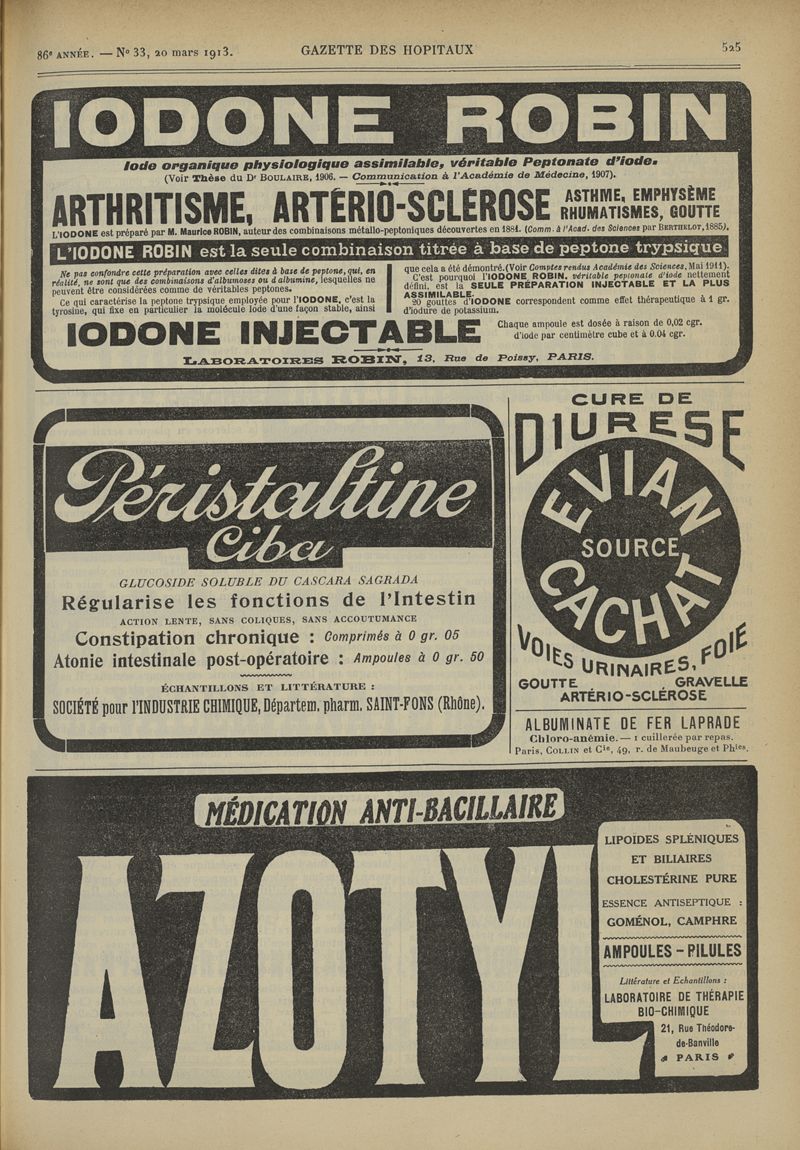 86e ANNÉE. — No 33, 20 mars 1913.
GAZETTE DES HOPITAUX
525
IODONE ROBIN
Iode organique physiologique assimilable, véritable Peptonate d'iode.
(Voir Thèse du Dr BOULAIRE, 1906. — Communication à l'Académie de Médecine, 1907).
ARTHRITISME, ARTÉRIO-SCLÉROSE
ASTHME, EMPHYSÈME
RHUMATISMES, GOUTTE
L'IODONE est préparé par M. Maurice ROBIN, auteur des combinaisons métallo-peptoniques découvertes en 1881. (Comm. à l'Acad. des Sciences par BERTHELOT, 1885).
L'IODONE ROBIN est la seule combinaison titrée à base de peptone trypsique
Ne pas confondre cette préparation avec celles dites à base de peptone, qui, en
réalité, ne sont que des combinaisons d'albumoses ou d'albumine, lesquelles ne
peuvent être considérées comme de véritables peptones.
Ce qui caractérise la peptone trypsique employée pour l'IODONE, c'est la
tyrosine, qui fixe en particulier la molécule Iode d'une façon stable, ainsi
que cela a été démontré. (Voir Comptes rendus Académie des Sciences, Mai 1911).
C'est pourquoi l'IODONE ROBIN, véritable peptonate d'iode nettement
défini, est la SEULE PRÉPARATION INJECTABLE ET LA PLUS
ASSIMILABLE.
20 gouttes d'IODONE correspondent comme effet thérapeutique à 1 gr.
d'iodure de potassium.
IODONE INJECTABLE
Chaque ampoule est dosée à raison de 0,02 cgr.
d'iode par centimètre cube et à 0.04 cgr.
LABORATOIRES ROBIN, 13, Rue de Poissy, PARIS.
Péristaltine
Ciba
GLUCOSIDE SOLUBLE DU CASCARA SAGRADA
Régularise les fonctions de l'Intestin
ACTION LENTE, SANS COLIQUES, SANS ACCOUTUMANCE
Constipation chronique : Comprimés à 0 gr. 05
Atonie intestinale post-opératoire : Ampoules à 0 gr. 50
ÉCHANTILLONS ET LITTÉRATURE :
SOCIÉTÉ pour l'INDUSTRIE CHIMIQUE, Départem. pharm. SAINT-FONS (Rhône).
CURE DE
DIURESE
EVIAN
SOURCE
CACHAT
VOIES URINAIRES, FOIE
GOUTTE GRAVELLE
ARTÉRIO-SCLÉROSE
ALBUMINATE DE FER LAPRADE
Chloro-anémie. — 1 cuillerée par repas.
Paris, COLLIN et Cie, 49, r. de Maubeuge et Phies.
MÉDICATION ANTI-BACILLAIRE
AZOTYL
LIPOÏDES SPLÉNIQUES
ET BILIAIRES
CHOLESTÉRINE PURE
ESSENCE ANTISEPTIQUE :
GOMÉNOL, CAMPHRE
AMPOULES - PILULES
Littérature et Echantillons :
LABORATOIRE DE THÉRAPIE
BIO-CHIMIQUE
21, Rue Théodore-
de-Banville
PARIS